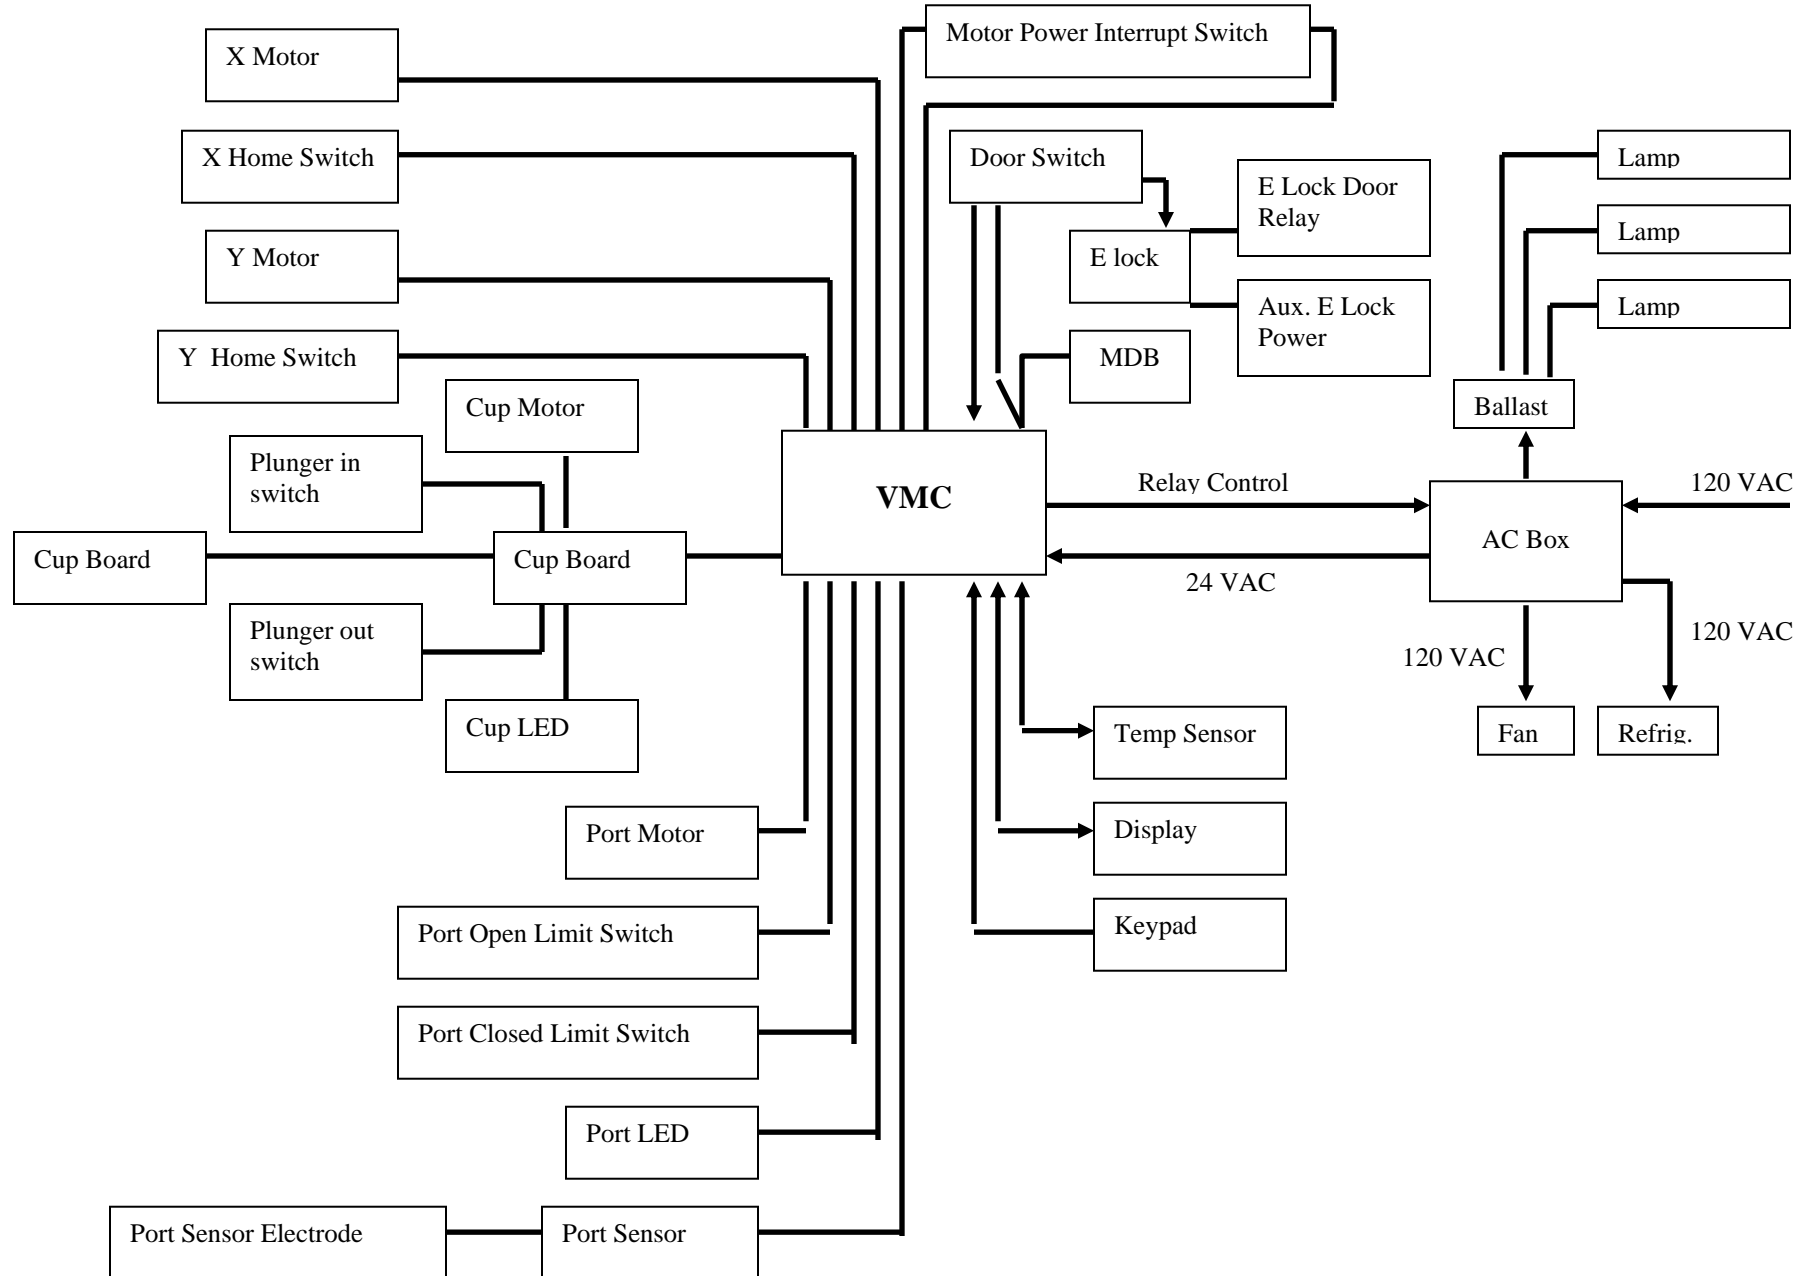 Motor Power Interrupt Switch
X Motor
X Home Switch
Door Switch
Lamp
E Lock Door
Relay
Y Motor
E lock
Lamp
Aux. E Lock
Power
Lamp
Y Home Switch
MDB
Cup Motor
Ballast
Plunger in
switch
VMC
Relay Control
120 VAC
Cup Board
Cup Board
AC Box
24 VAC
Plunger out
switch
120 VAC
120 VAC
Cup LED
Temp Sensor
Fan
Refrig.
Port Motor
Display
Port Open Limit Switch
Keypad
Port Closed Limit Switch
Port LED
Port Sensor Electrode
Port Sensor